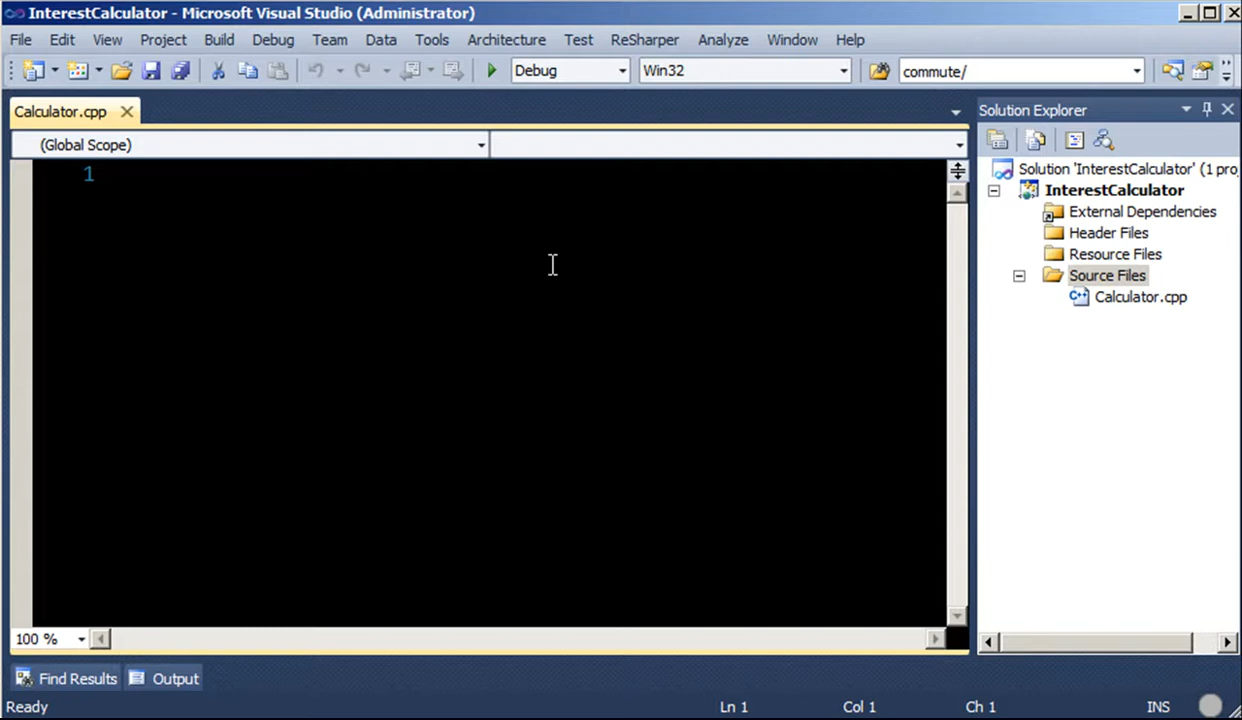 InterestCalculator - Microsoft Visual Studio (Administrator)
File Edit View Project Build Debug Team Data Tools Architecture Test ReSharper Analyze Window Help
Debug Win32 commute/
Calculator.cpp
(Global Scope)
1
Solution Explorer
Solution 'InterestCalculator' (1 pro
InterestCalculator
External Dependencies
Header Files
Resource Files
Source Files
Calculator.cpp
100 %
Find Results Output
Ready Ln 1 Col 1 Ch 1 INS